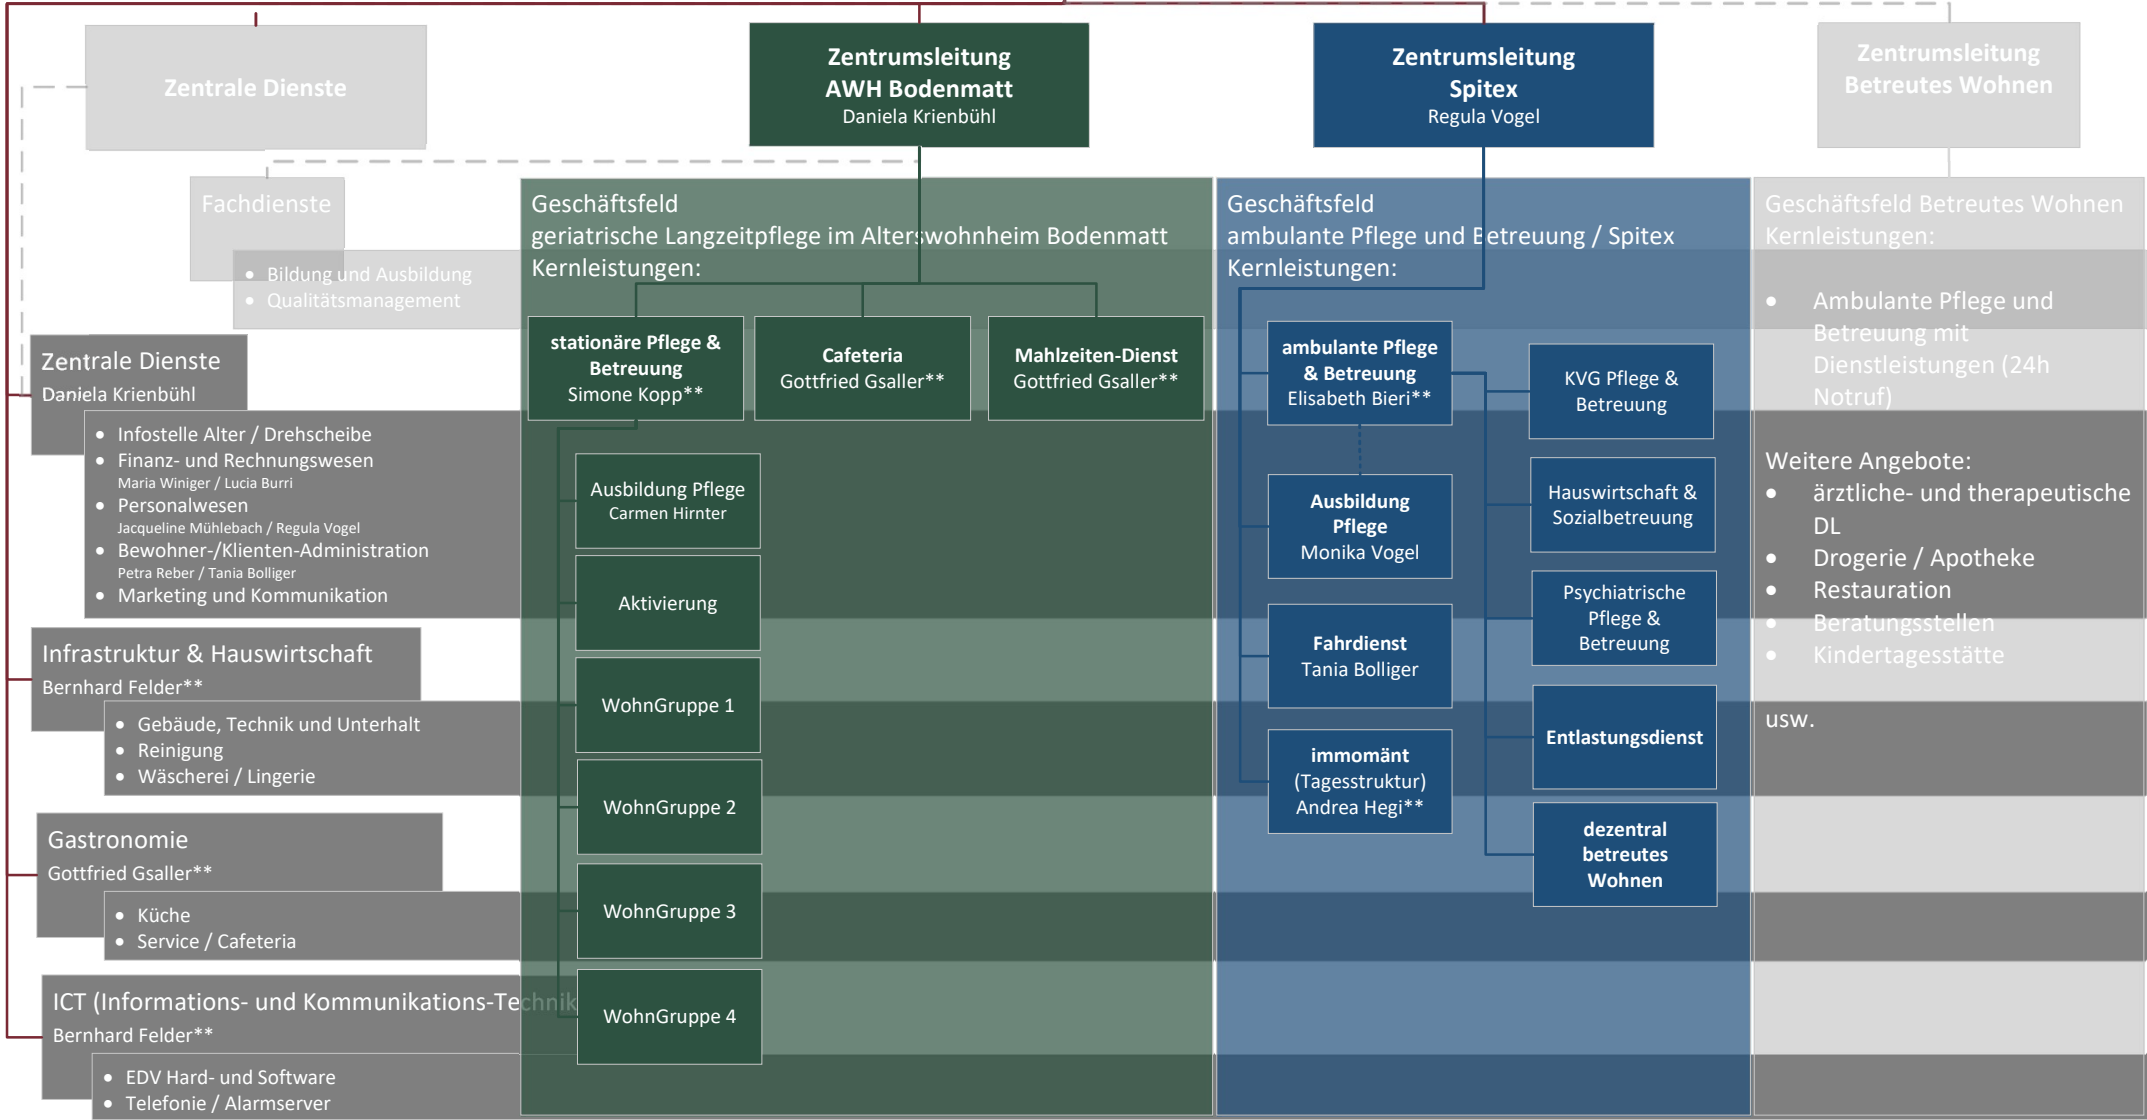 Zentrale Dienste
Zentrumsleitung
AWH Bodenmatt
Daniela Krienbühl
Zentrumsleitung
Spitex
Regula Vogel
Zentrumsleitung
Betreutes Wohnen
Fachdienste
• Bildung und Ausbildung
• Qualitätsmanagement
Zentrale Dienste
Daniela Krienbühl
• Infostelle Alter / Drehscheibe
• Finanz- und Rechnungswesen
Maria Winiger / Lucia Burri
• Personalwesen
Jacqueline Mühlebach / Regula Vogel
• Bewohner-/Klienten-Administration
Petra Reber / Tania Bolliger
• Marketing und Kommunikation
Infrastruktur & Hauswirtschaft
Bernhard Felder**
• Gebäude, Technik und Unterhalt
• Reinigung
• Wäscherei / Lingerie
Gastronomie
Gottfried Gsaller**
• Küche
• Service / Cafeteria
ICT (Informations- und Kommunikations-Technik
Bernhard Felder**
• EDV Hard- und Software
• Telefonie / Alarmserver
Geschäftsfeld
geriatrische Langzeitpflege im Alterswohnheim Bodenmatt
Kernleistungen:
stationäre Pflege &
Betreuung
Simone Kopp**
Cafeteria
Gottfried Gsaller**
Mahlzeiten-Dienst
Gottfried Gsaller**
Ausbildung Pflege
Carmen Hirnter
Aktivierung
WohnGruppe 1
WohnGruppe 2
WohnGruppe 3
WohnGruppe 4
Geschäftsfeld
ambulante Pflege und Betreuung / Spitex
Kernleistungen:
ambulante Pflege
& Betreuung
Elisabeth Bieri**
Ausbildung
Pflege
Monika Vogel
Fahrdienst
Tania Bolliger
immomänt
(Tagesstruktur)
Andrea Hegi**
KVG Pflege &
Betreuung
Hauswirtschaft &
Sozialbetreuung
Psychiatrische
Pflege &
Betreuung
Entlastungsdienst
dezentral
betreutes
Wohnen
Geschäftsfeld Betreutes Wohnen
Kernleistungen:
• Ambulante Pflege und
Betreuung mit
Dienstleistungen (24h
Notruf)
Weitere Angebote:
• ärztliche- und therapeutische
DL
• Drogerie / Apotheke
• Restauration
• Beratungsstellen
• Kindertagesstätte
usw.